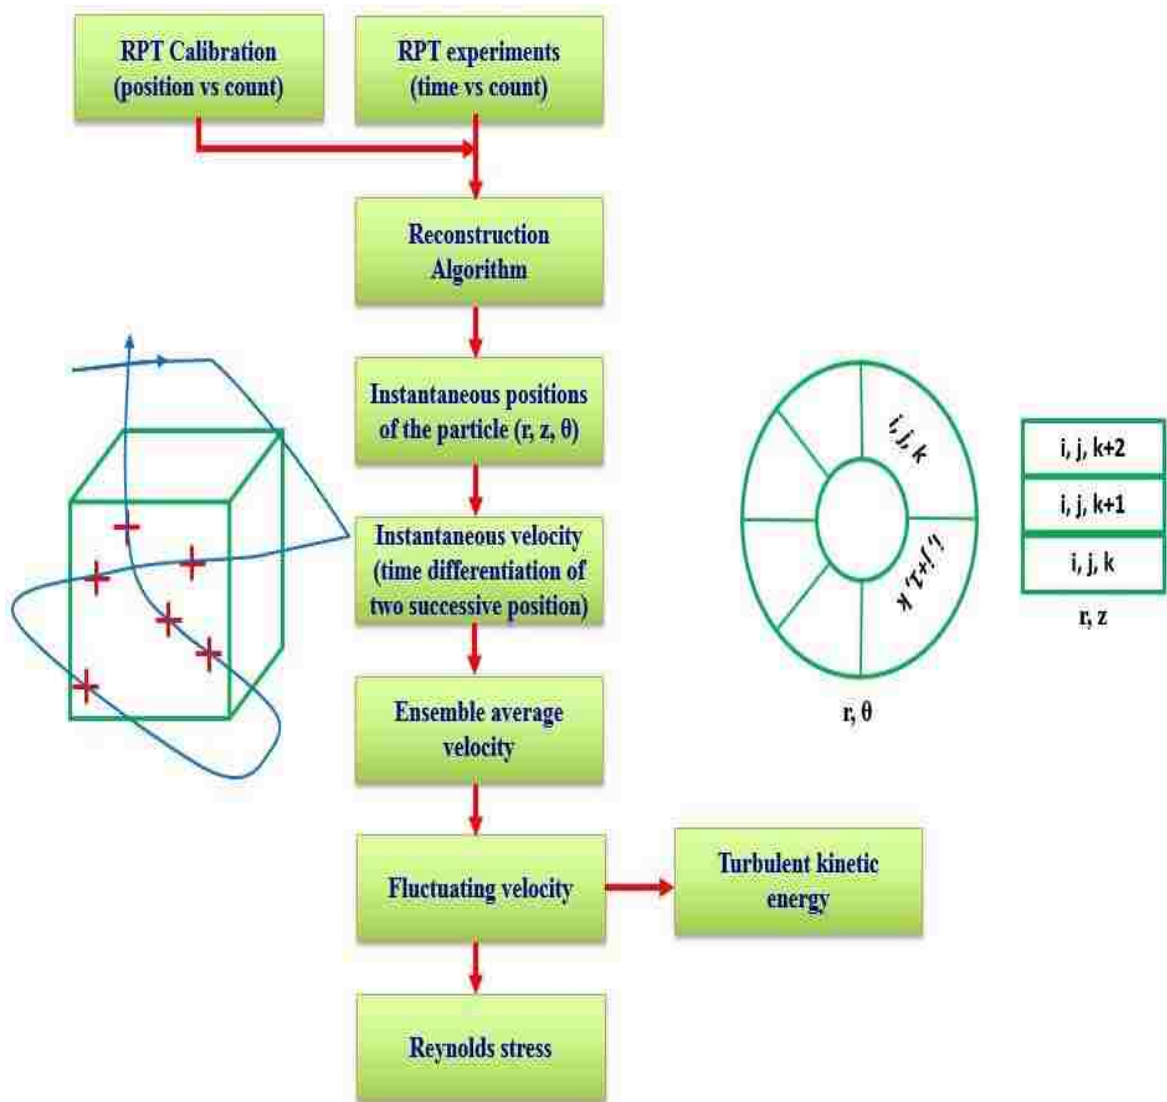 RPT Calibration
(position vs count)
RPT experiments
(time vs count)
Reconstruction
Algorithm
Instantaneous positions
of the particle (r, z, θ)
Instantaneous velocity
(time differentiation of
two successive position)
Ensemble average
velocity
Fluctuating velocity
Turbulent kinetic
energy
Reynolds stress
i, j, k
i, j+1, k
r, θ
i, j, k+2
i, j, k+1
i, j, k
r, z